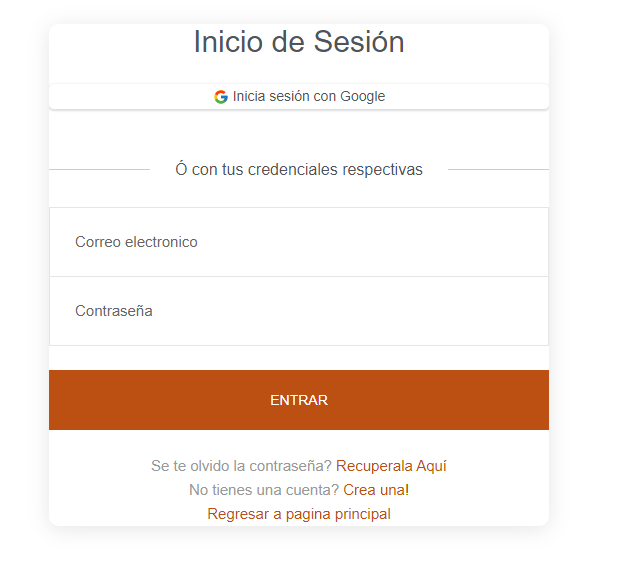 Inicio de Sesión
Inicia sesión con Google
Ó con tus credenciales respectivas
Correo electronico
Contraseña
ENTRAR
Se te olvido la contraseña? Recuperala Aquí
No tienes una cuenta? Crea una!
Regresar a pagina principal